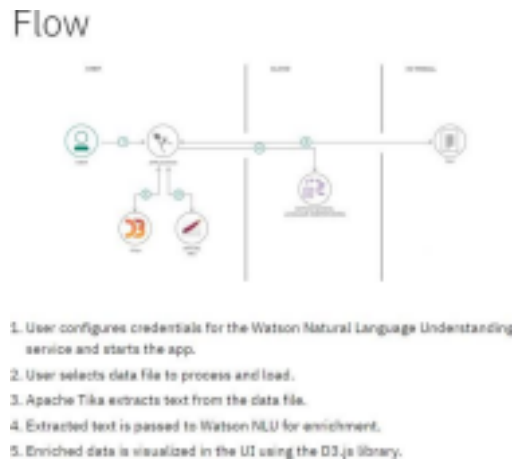 Flow
1. User configures credentials for the Watson Natural Language Understanding
service and starts the app.
2. User selects data file to process and load.
3. Apache Tika extracts text from the data file.
4. Extracted text is passed to Watson NLU for enrichment.
5. Enriched data is visualized in the UI using the D3.js library.